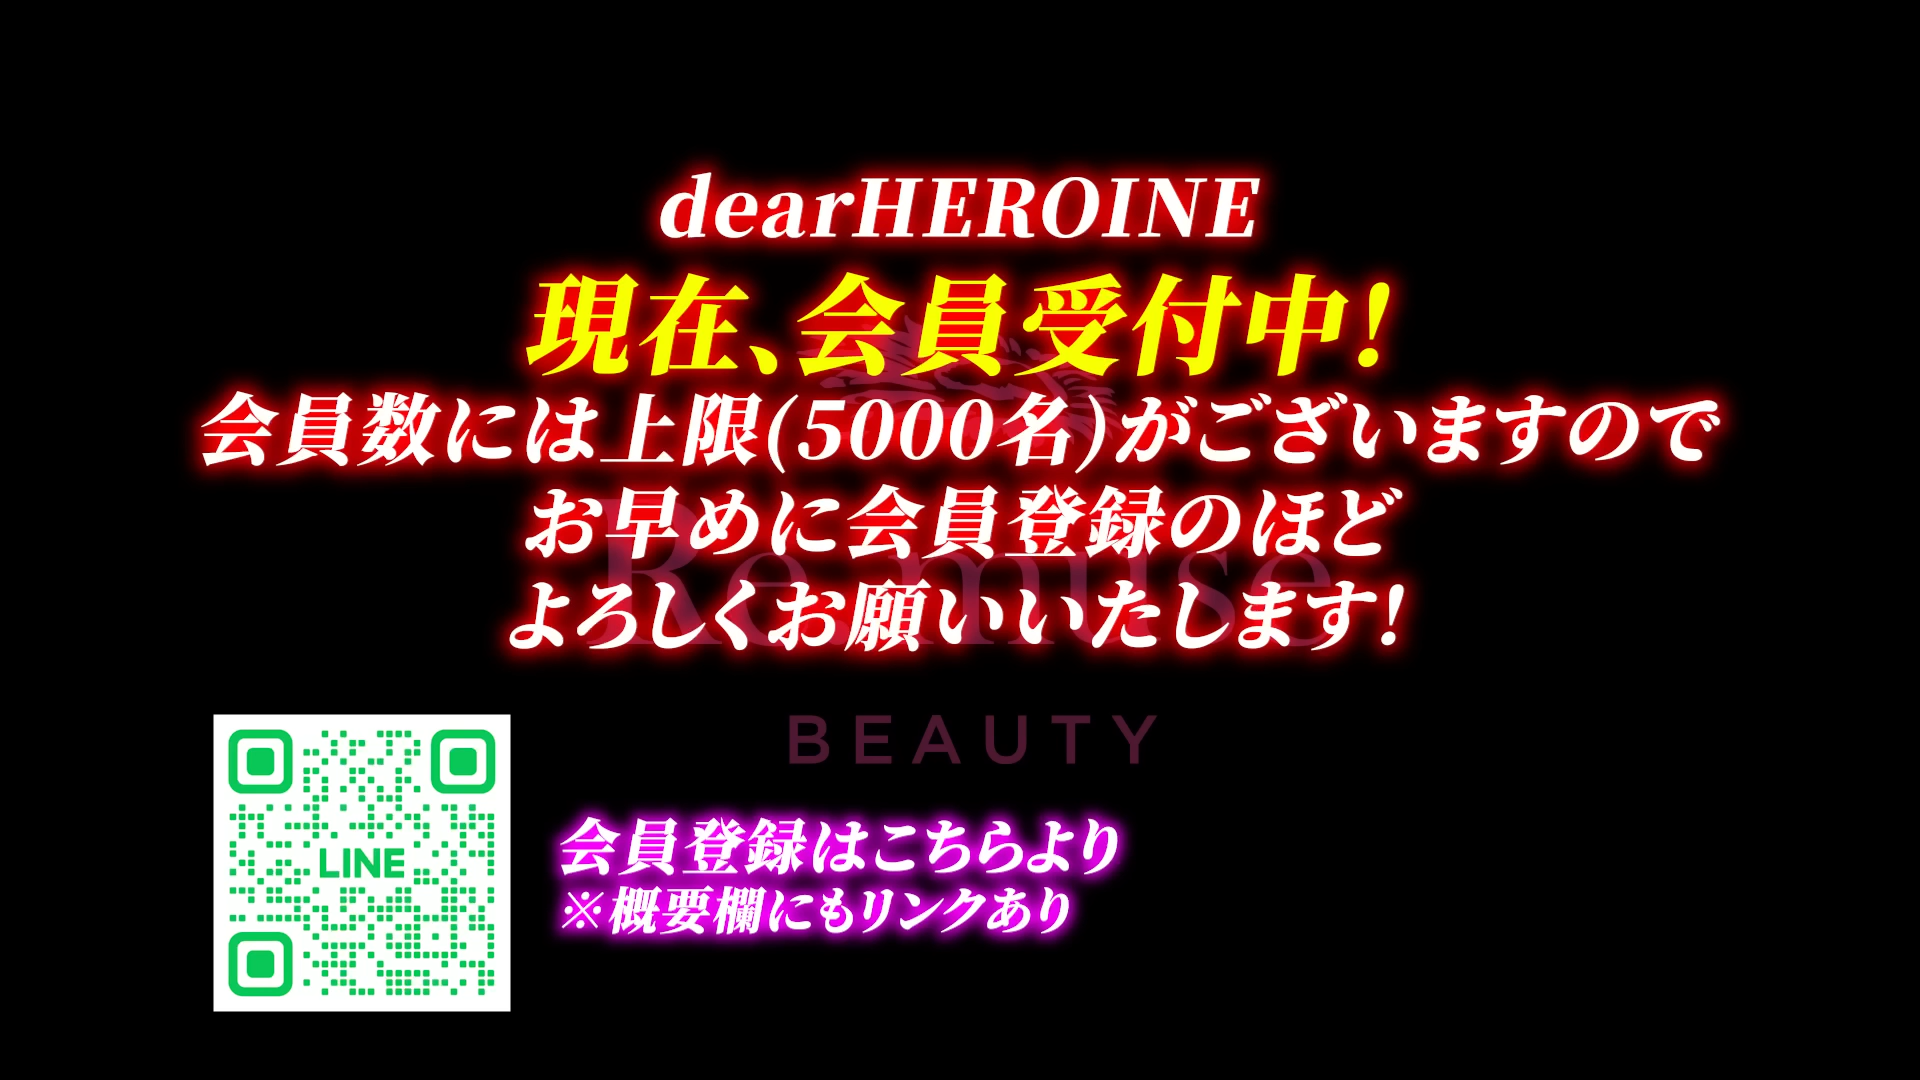 dearHEROINE
現在、会員受付中!
会員数には上限(5000名)がございますので
お早めに会員登録のほど
よろしくお願いいたします!
Re muse
BEAUTY
LINE
会員登録はこちらより
※概要欄にもリンクあり